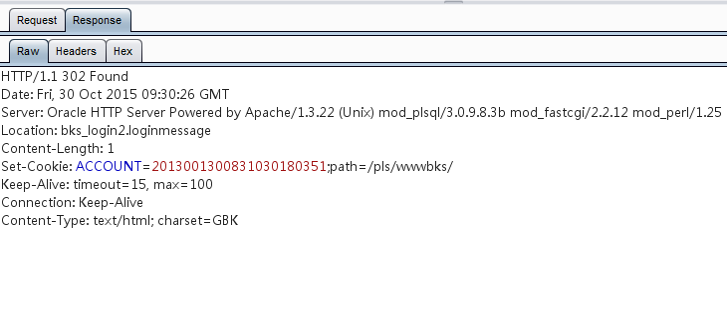 Request Response
Raw Headers Hex
HTTP/1.1 302 Found
Date: Fri, 30 Oct 2015 09:30:26 GMT
Server: Oracle HTTP Server Powered by Apache/1.3.22 (Unix) mod_plsql/3.0.9.8.3b mod_fastcgi/2.2.12 mod_perl/1.25
Location: bks_login2.loginmessage
Content-Length: 1
Set-Cookie: ACCOUNT=2013001300831030180351;path=/pls/wwwbks/
Keep-Alive: timeout=15, max=100
Connection: Keep-Alive
Content-Type: text/html; charset=GBK